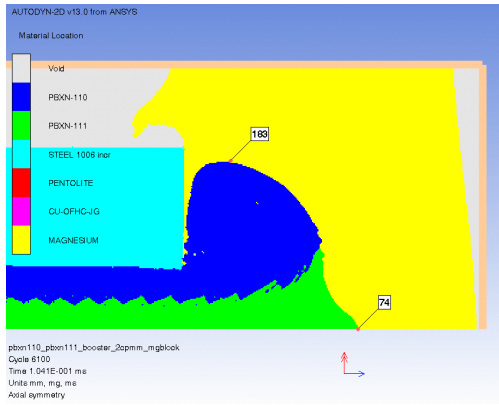 AUTODYN-2D v13.0 from ANSYS
Material Location
Void
PBXN-110
PBXN-111
STEEL 1006 incr
PENTOLITE
CU-OFHC-JG
MAGNESIUM
183
74
pbxn110_pbxn111_booster_2opmm_mgblock
Cycle 6100
Time 1.041E-001 ms
Units mm, mg, ms
Axial symmetry